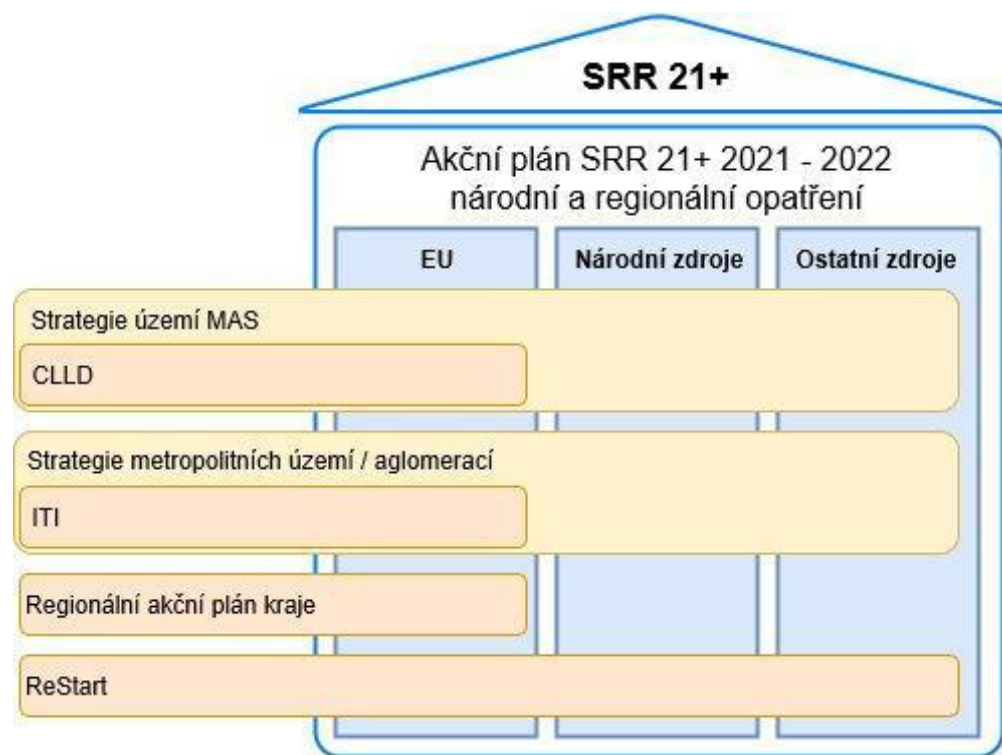 SRR 21+
Akční plán SRR 21+ 2021 - 2022
národní a regionální opatření
EU
Národní zdroje
Ostatní zdroje
Strategie území MAS
CLLD
Strategie metropolitních území / aglomerací
ITI
Regionální akční plán kraje
ReStart